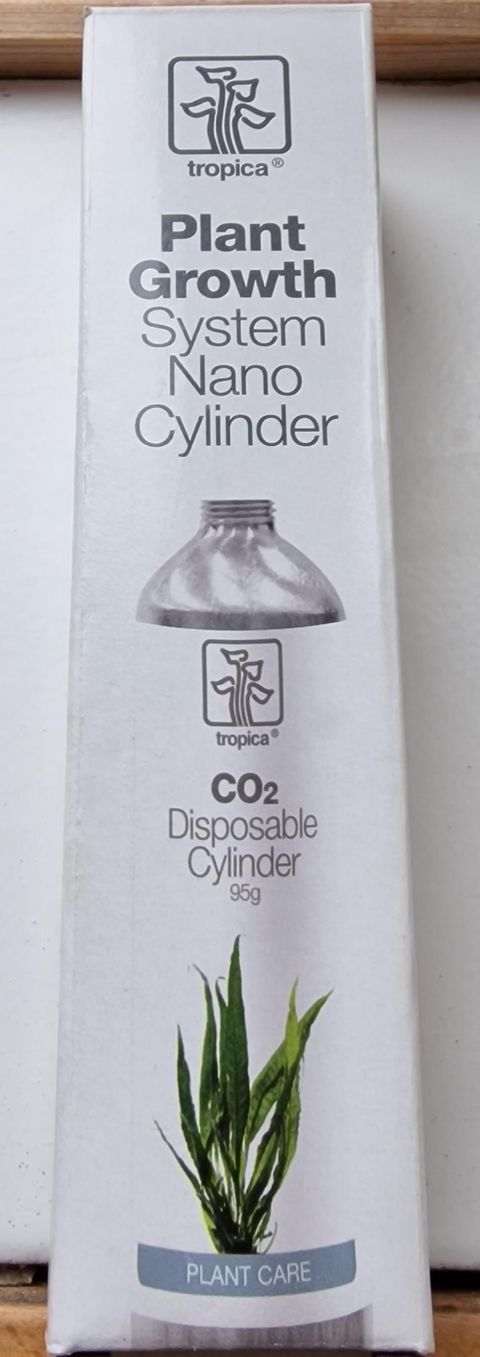 tropica®
Plant
Growth
System
Nano
Cylinder
tropica®
CO₂
Disposable
Cylinder
95g
PLANT CARE